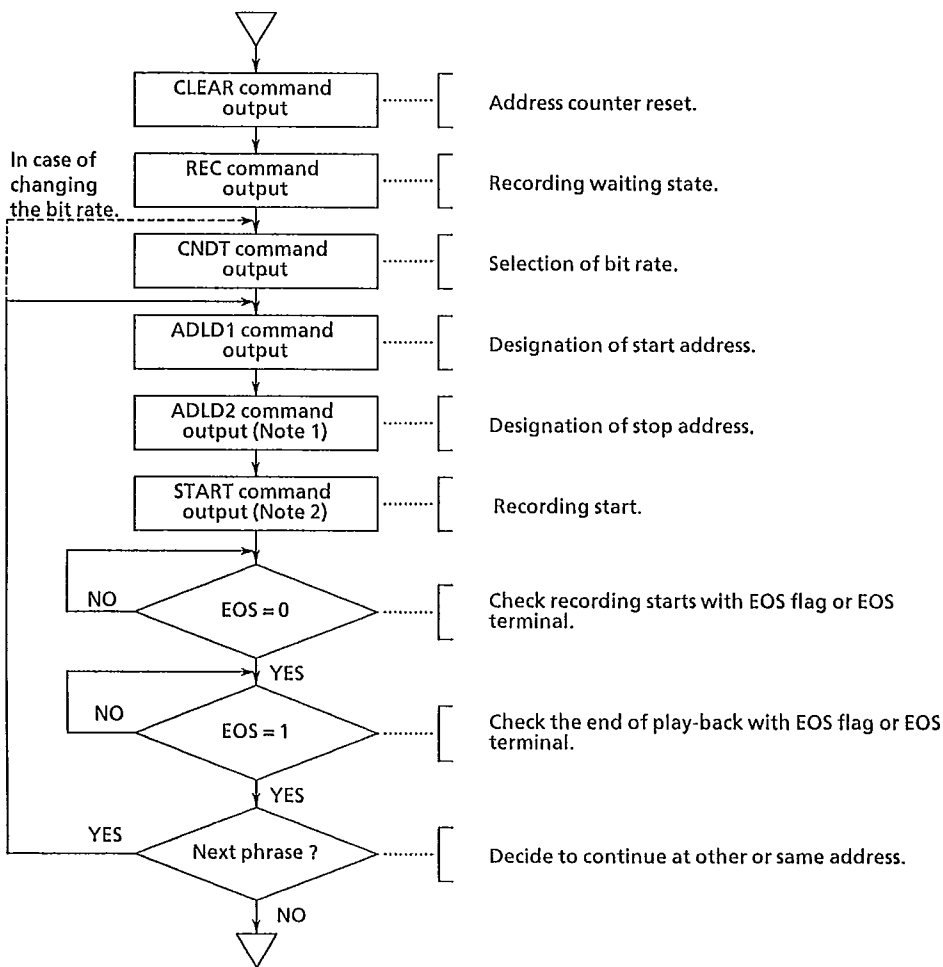 CLEAR command
output
Address counter reset.
In case of
changing
the bit rate.
REC command
output
Recording waiting state.
CNDT command
output
Selection of bit rate.
ADLD1 command
output
Designation of start address.
ADLD2 command
output (Note 1)
Designation of stop address.
START command
output (Note 2)
Recording start.
NO
EOS = 0
Check recording starts with EOS flag or EOS
terminal.
YES
NO
EOS = 1
Check the end of play-back with EOS flag or EOS
terminal.
YES
YES
Next phrase ?
Decide to continue at other or same address.
NO